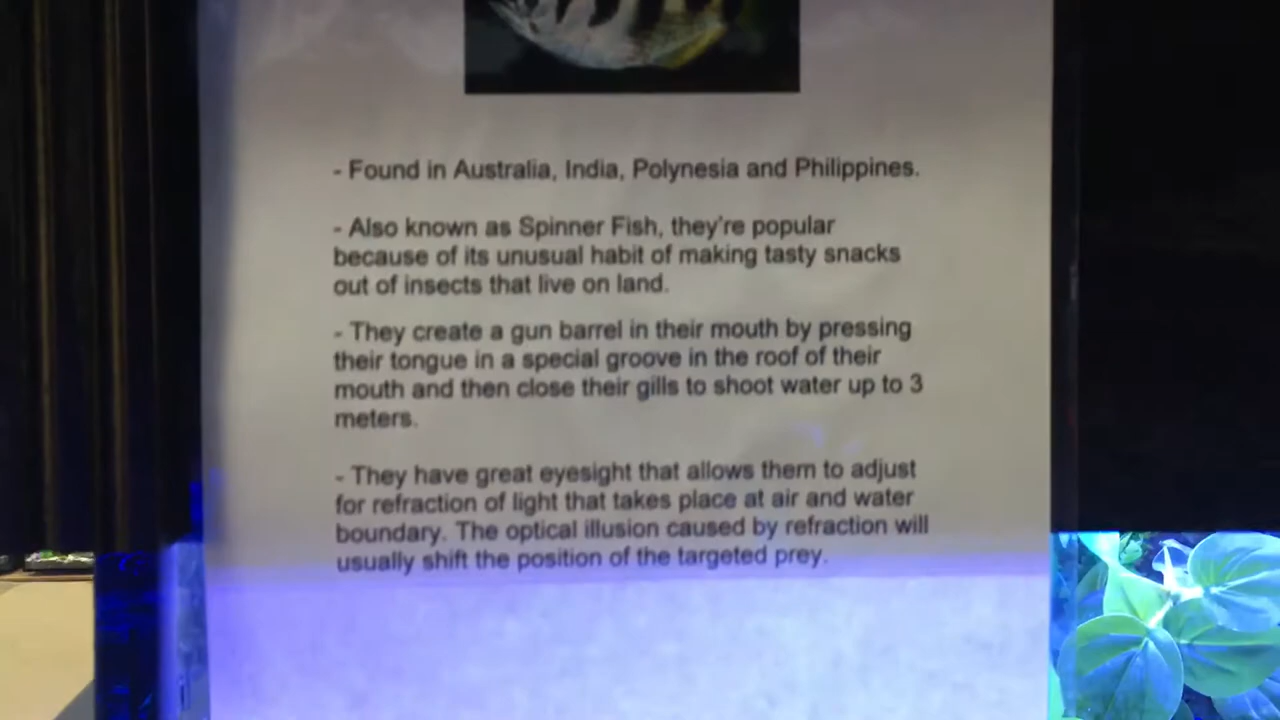 - Found in Australia, India, Polynesia and Philippines.
- Also known as Spinner Fish, they're popular
because of its unusual habit of making tasty snacks
out of insects that live on land.
- They create a gun barrel in their mouth by pressing
their tongue in a special groove in the roof of their
mouth and then close their gills to shoot water up to 3
meters.
- They have great eyesight that allows them to adjust
for refraction of light that takes place at air and water
boundary. The optical illusion caused by refraction will
usually shift the position of the targeted prey.